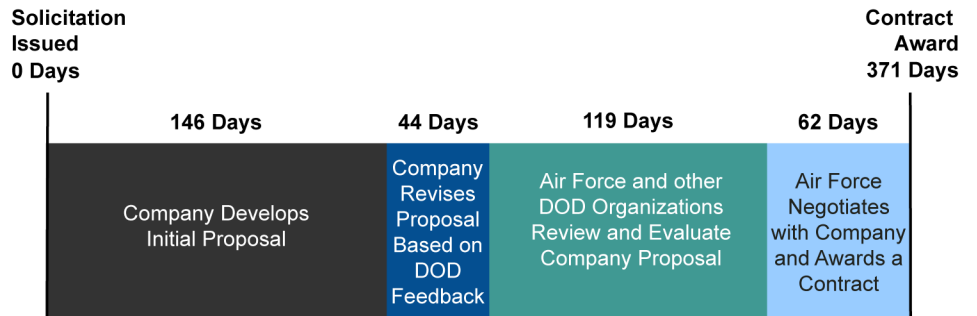 Solicitation
Issued
0 Days
Contract
Award
371 Days
146 Days
44 Days
119 Days
62 Days
Company Develops
Initial Proposal
Company
Revises
Proposal
Based on
DOD
Feedback
Air Force and other
DOD Organizations
Review and Evaluate
Company Proposal
Air Force
Negotiates
with Company
and Awards a
Contract